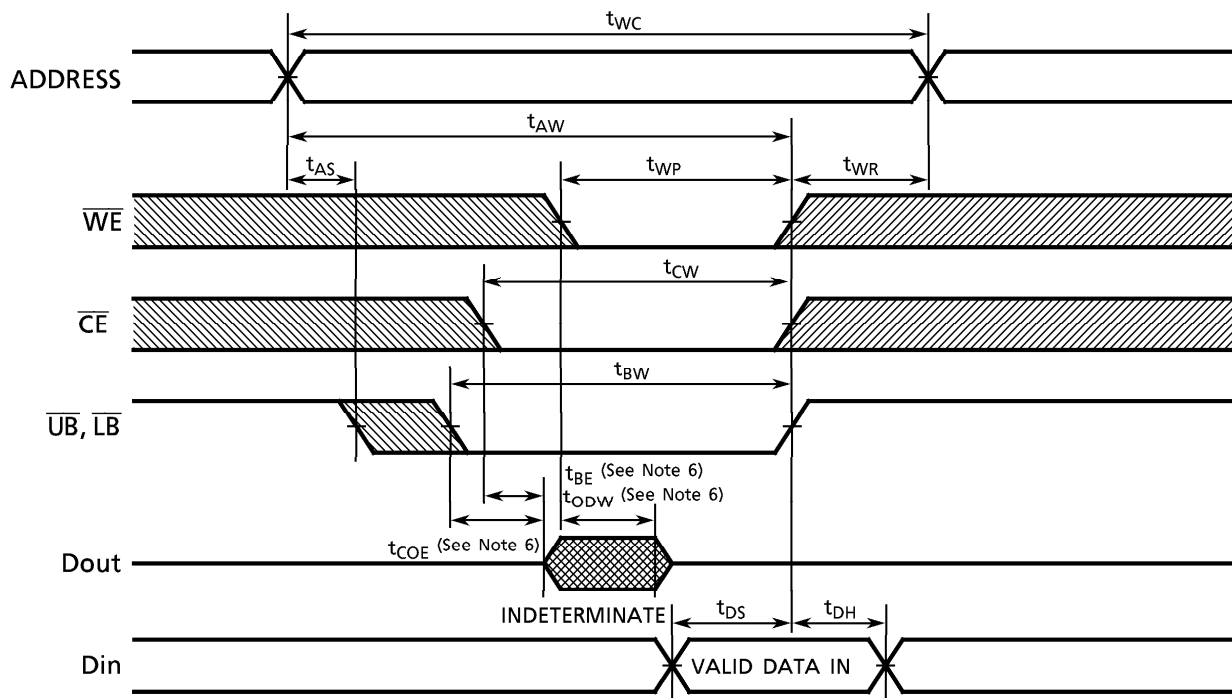 tWC
ADDRESS
tAW
tAS
tWP
tWR
WE
tCW
CE
tBW
UB, LB
tBE (See Note 6)
tODW (See Note 6)
tCOE (See Note 6)
Dout
INDETERMINATE
tDS
tDH
Din
VALID DATA IN